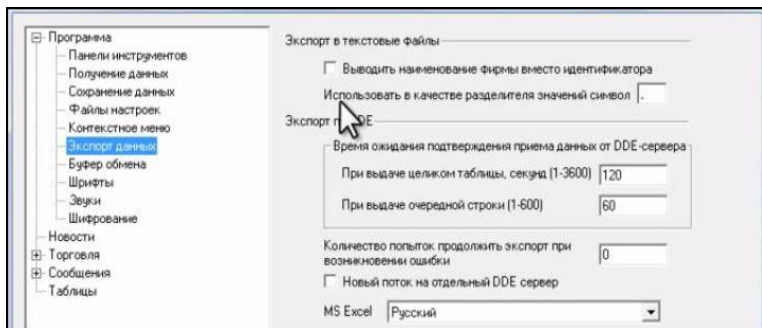 Программа
Панели инструментов
Получение данных
Сохранение данных
Файлы настроек
Контекстное меню
Экспорт данных
Буфер обмена
Шрифты
Звуки
Шифрование
Новости
Торговля
Сообщения
Таблицы
Экспорт в текстовые файлы
Выводить наименование фирмы вместо идентификатора
Использовать в качестве разделителя значений символ .
Экспорт DDE
Время ожидания подтверждения приема данных от DDE-сервера
При выдаче целиком таблицы, секунд (1-3600) 120
При выдаче очередной строки (1-600) 60
Количество попыток продолжить экспорт при
возникновении ошибки 0
Новый поток на отдельный DDE сервер
MS Excel Русский